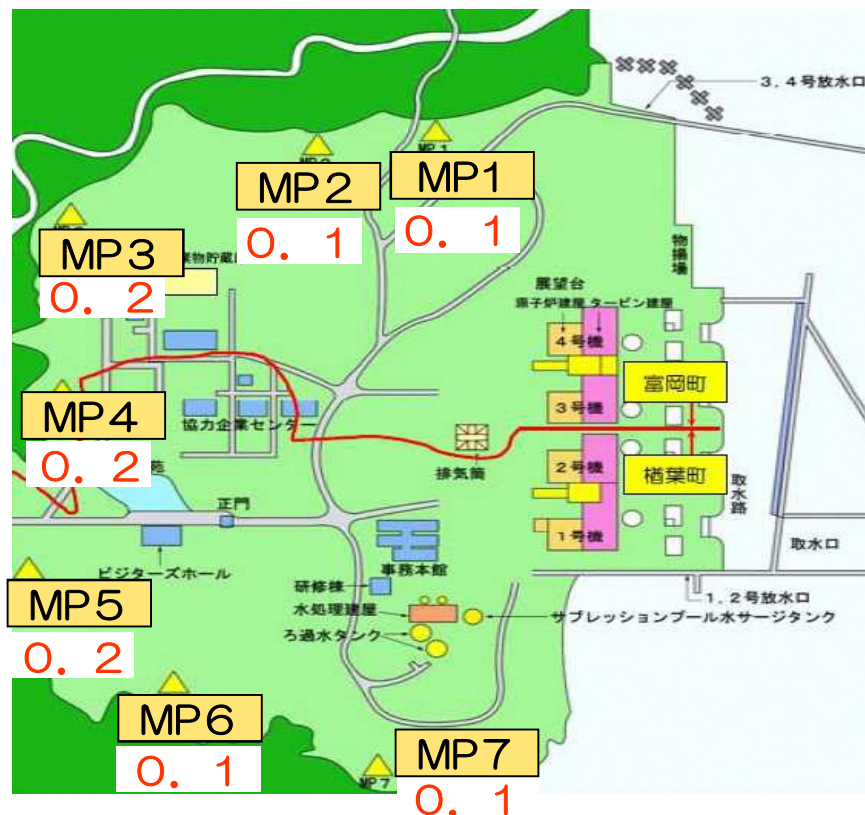 3,4号放水口
MP.1
MP2
MP1
0.1
0.1
物揚場
MP3
0.2
展望台
原子炉建屋
タービン建屋
4号機
富岡町
3号機
MP4
0.2
協力企業センター
排気筒
2号機
楢葉町
取水路
正門
1号機
取水口
ビジターズホール
事務本館
研修棟
MP5
0.2
水処理建屋
1,2号放水口
サプレッションプール水サージタンク
ろ過水タンク
MP6
0.1
MP7
MP7
0.1